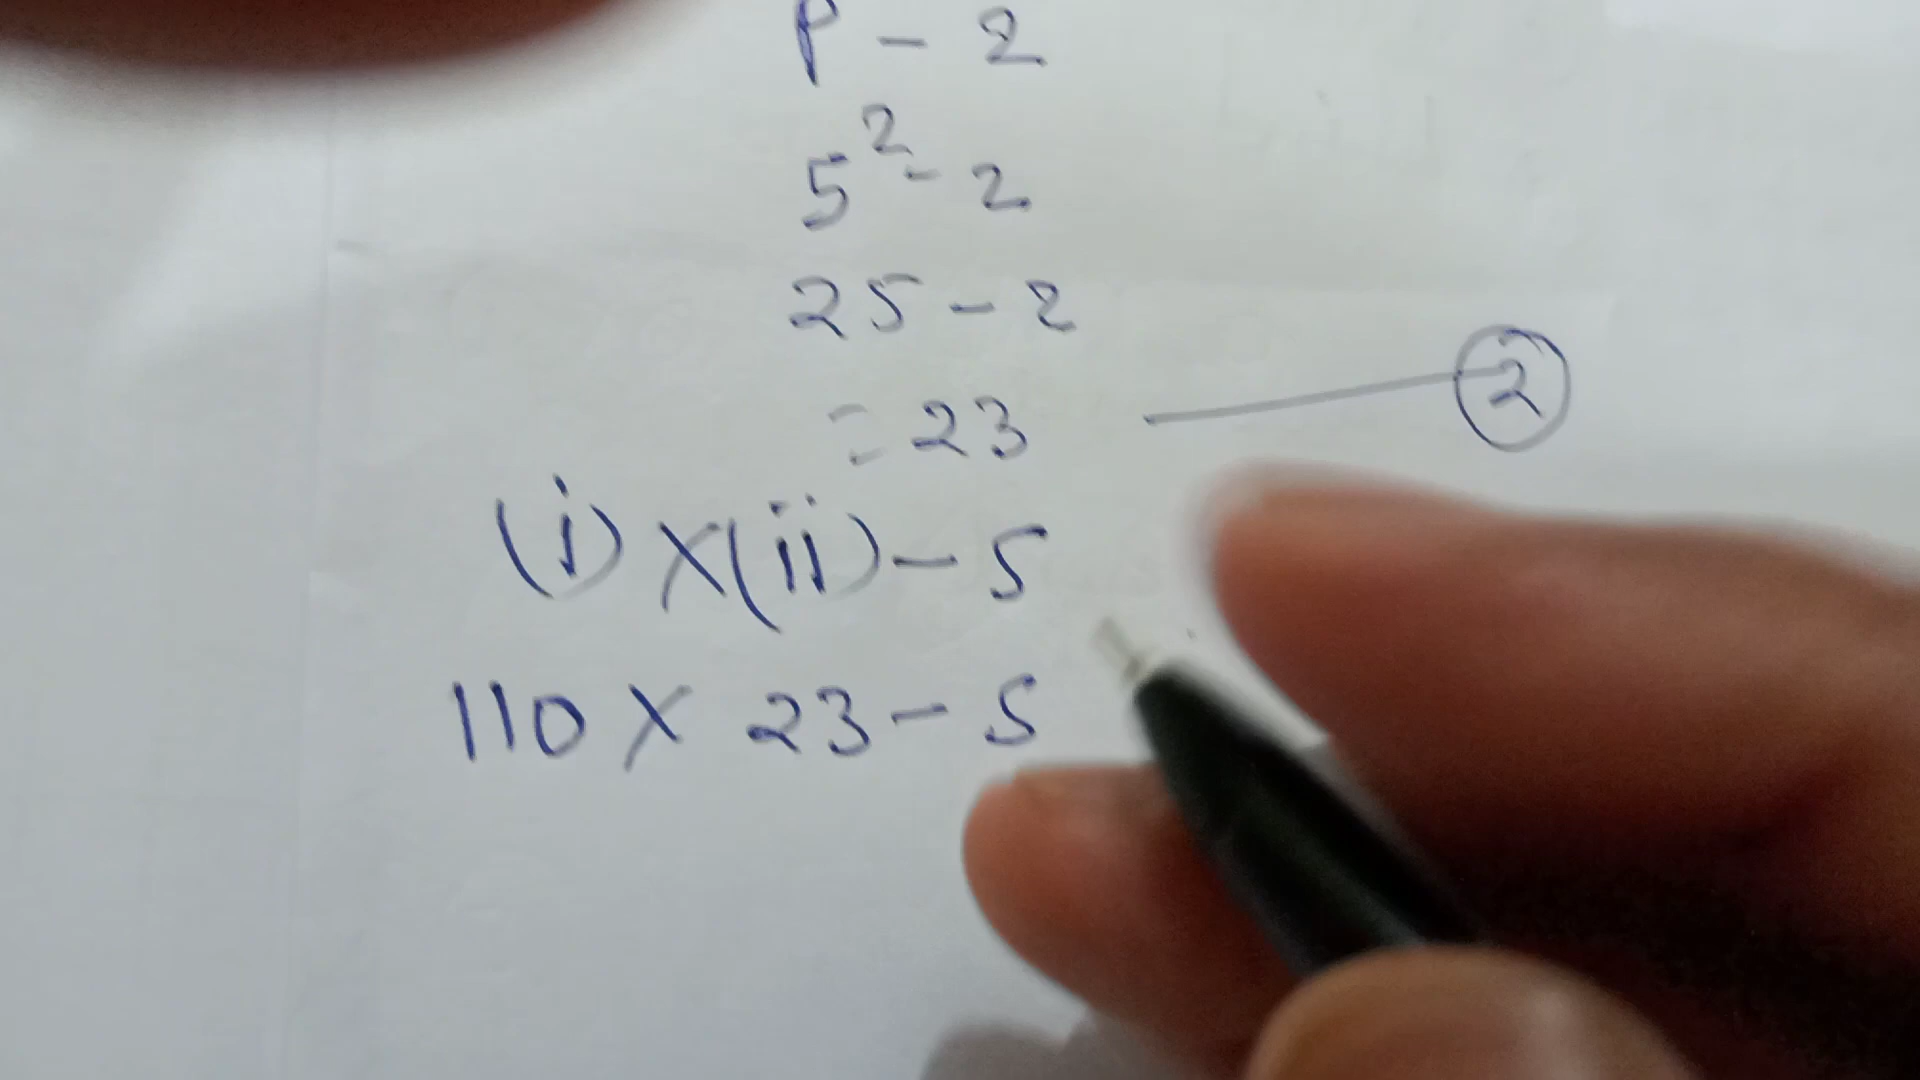 P - 2
5² - 2
25 - 2
= 23 —— 2
(i) X (ii) - 5
110 X 23 - 5